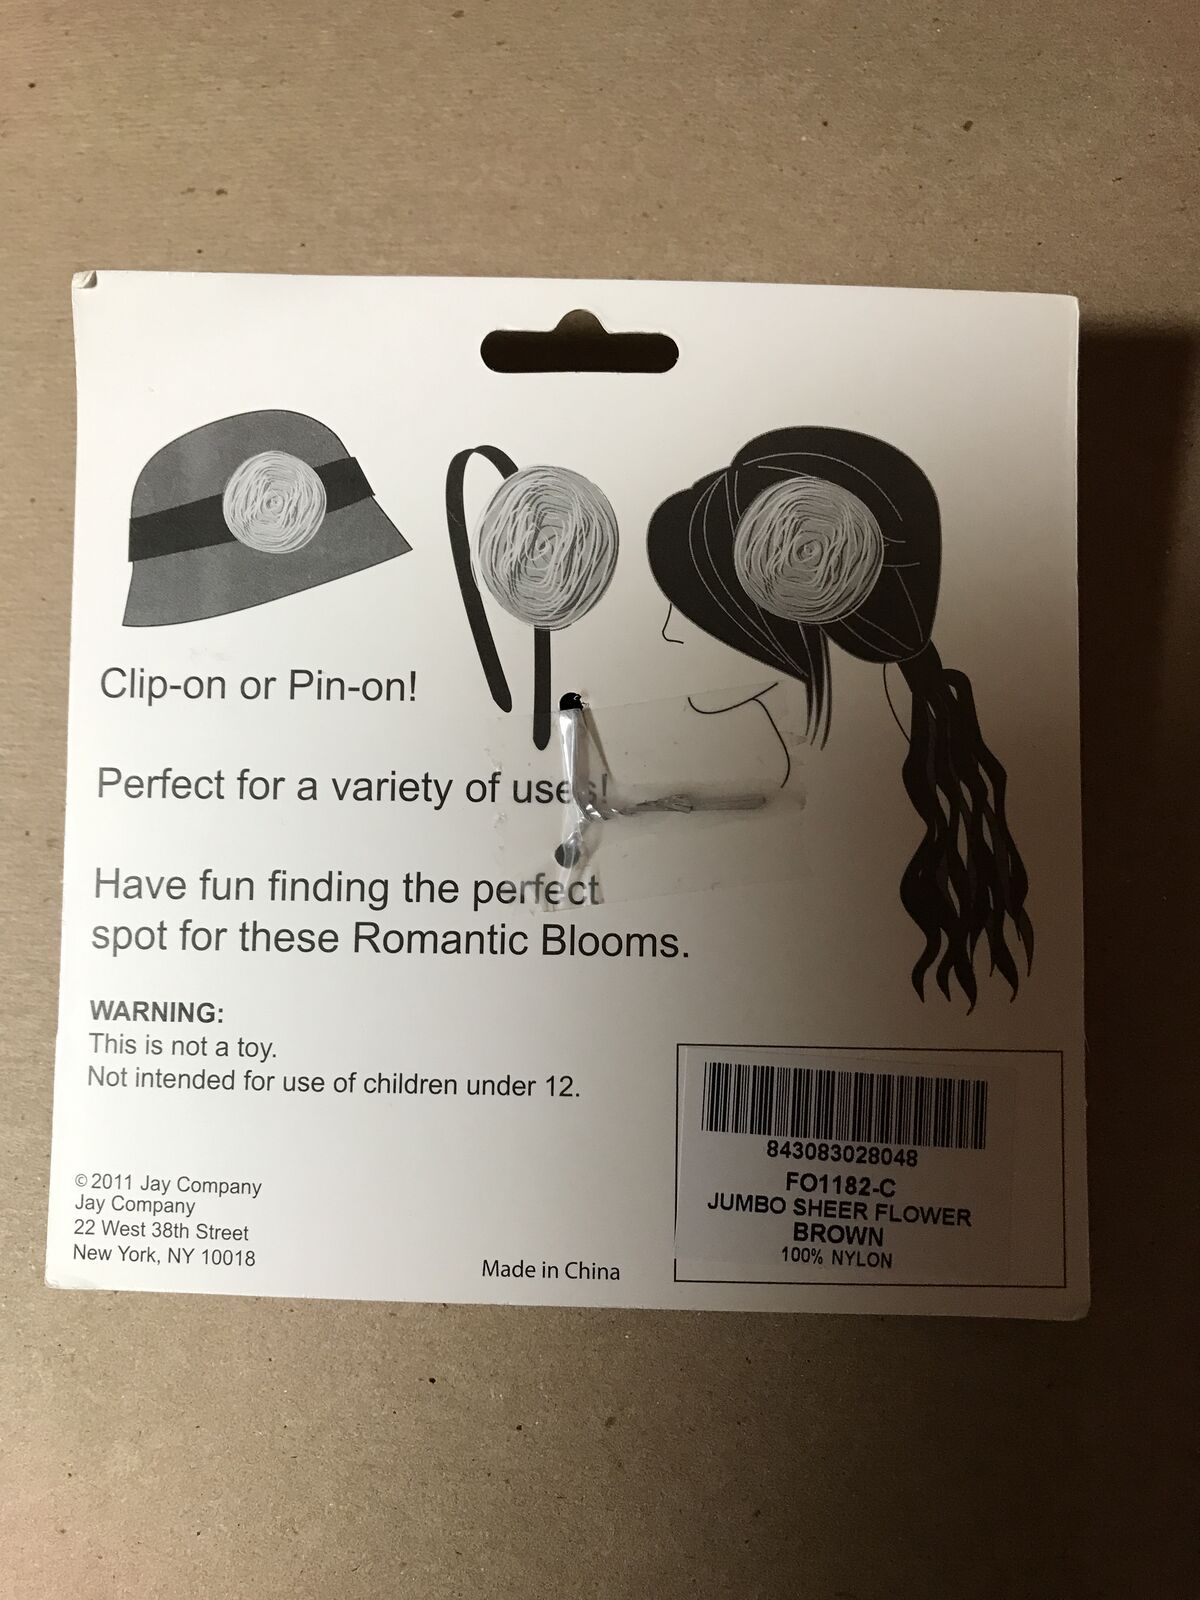 Clip-on or Pin-on!
Perfect for a variety of uses!
Have fun finding the perfect
spot for these Romantic Blooms.
WARNING:
This is not a toy.
Not intended for use of children under 12.
© 2011 Jay Company
Jay Company
22 West 38th Street
New York, NY 10018
Made in China
843083028048
FO1182-C
JUMBO SHEER FLOWER
BROWN
100% NYLON